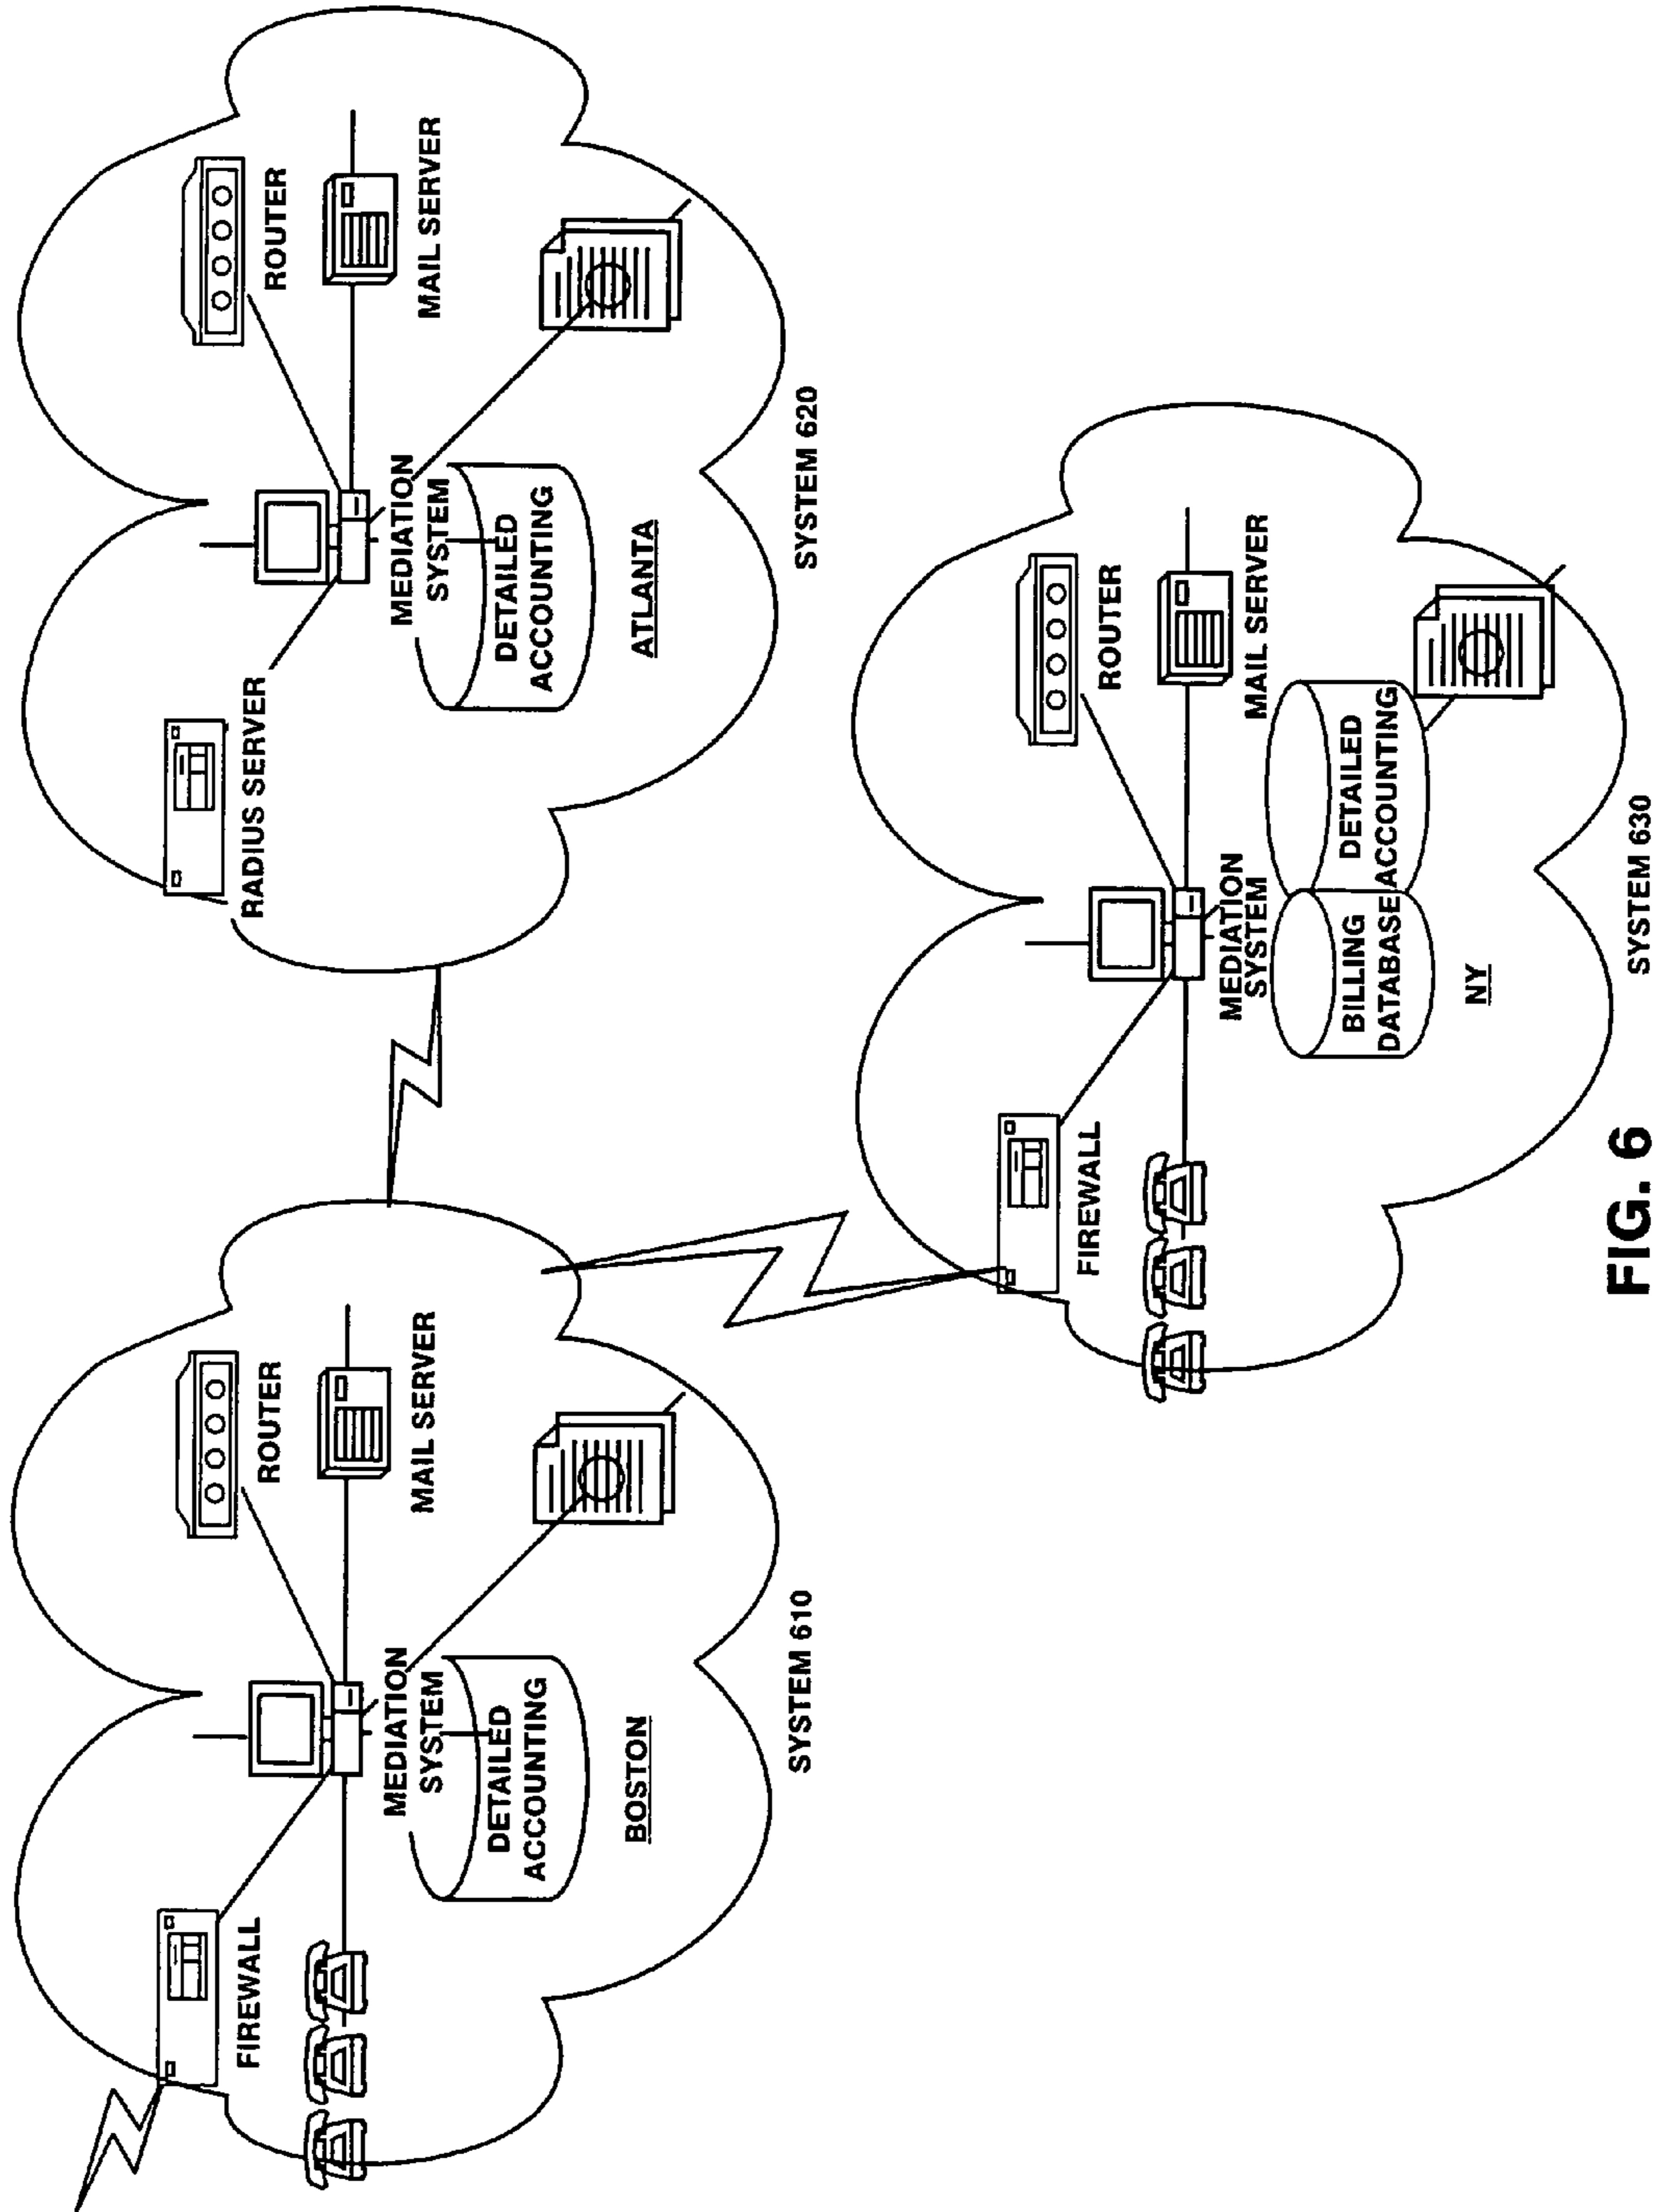 FIREWALL
ROUTER
MAIL SERVER
MEDIATION
SYSTEM
DETAILED
ACCOUNTING
BOSTON
SYSTEM 610
RADIUS SERVER
ROUTER
MAIL SERVER
MEDIATION
SYSTEM
DETAILED
ACCOUNTING
ATLANTA
SYSTEM 620
FIREWALL
ROUTER
MAIL SERVER
MEDIATION
SYSTEM
BILLING
DATABASE
DETAILED
ACCOUNTING
NY
SYSTEM 630
FIG. 6